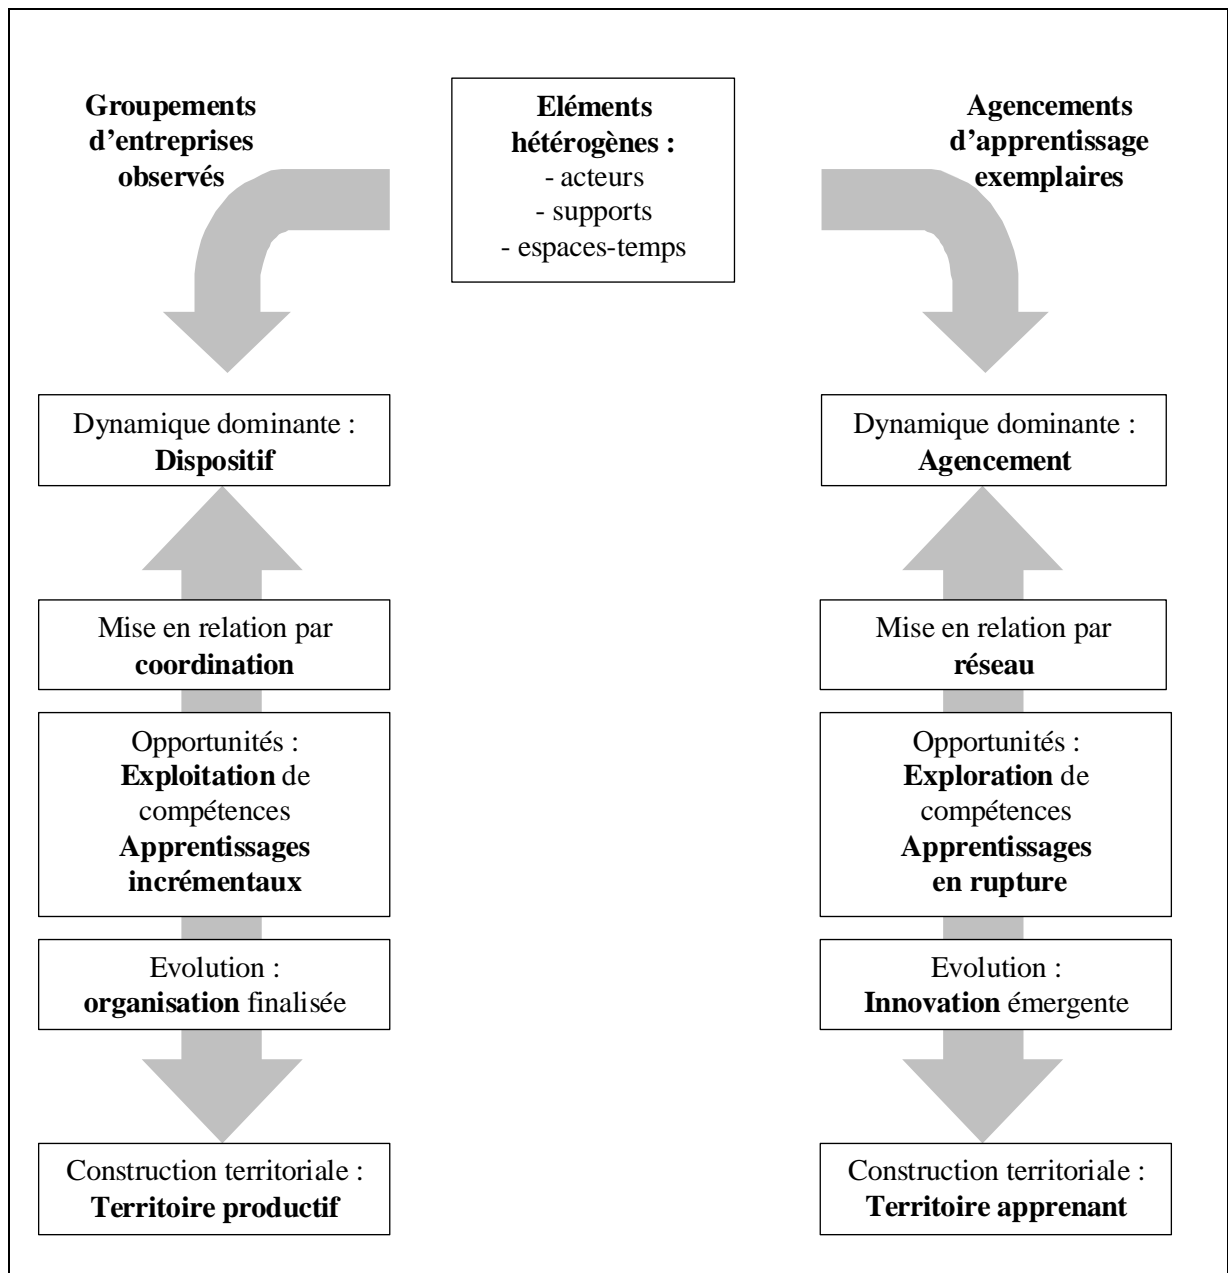 Groupements
d’entreprises
observés
Eléments
hétérogènes :
- acteurs
- supports
- espaces-temps
Agencements
d’apprentissage
exemplaires
Dynamique dominante :
Dispositif
Mise en relation par
coordination
Opportunités :
Exploitation de
compétences
Apprentissages
incrémentaux
Evolution :
organisation finalisée
Construction territoriale :
Territoire productif
Dynamique dominante :
Agencement
Mise en relation par
réseau
Opportunités :
Exploration de
compétences
Apprentissages
en rupture
Evolution :
Innovation émergente
Construction territoriale :
Territoire apprenant